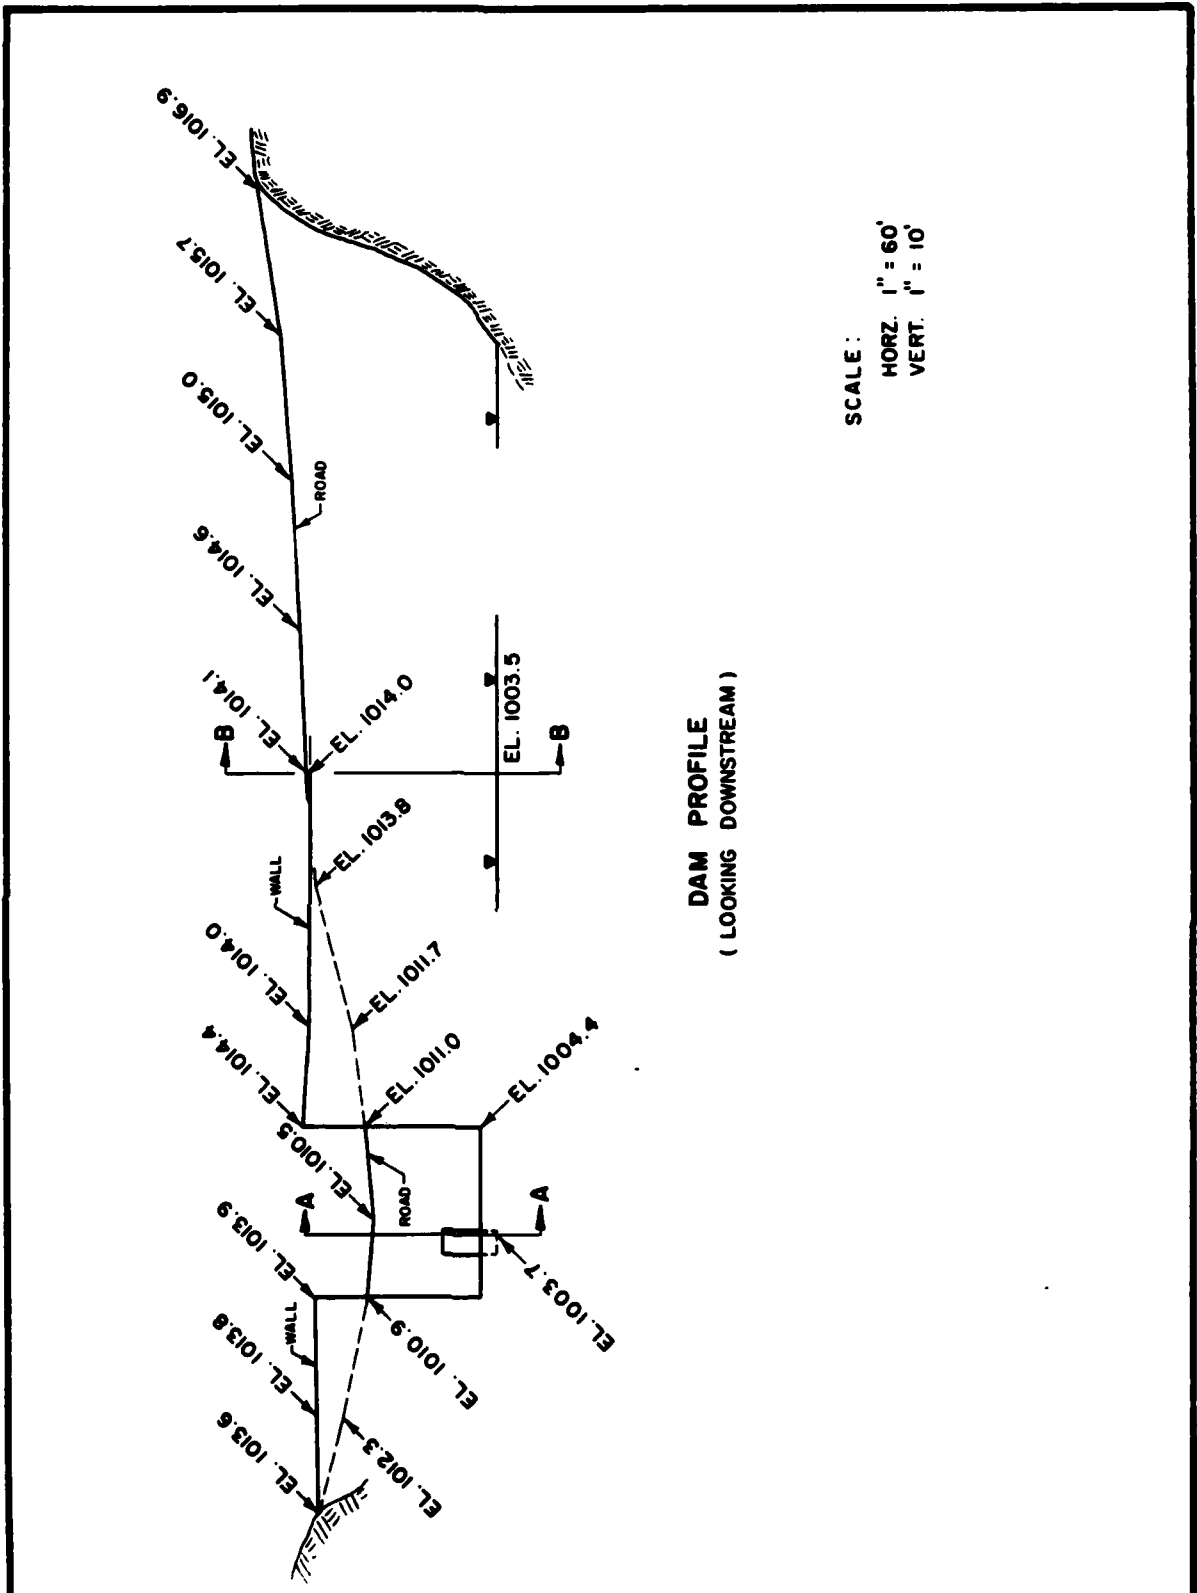 EL. 1013.6
EL. 1013.8
WALL
EL. 1013.9
A
EL. 1010.5
EL. 1014.4
EL. 1014.0
WALL
B
EL. 1014.1
EL. 1014.6
EL. 1015.0
EL. 1015.7
EL. 1016.9
ROAD
EL. 1014.0
EL. 1013.8
EL. 1011.7
EL. 1011.0
ROAD
EL. 1012.3
EL. 1010.9
EL. 1003.7
A
EL. 1004.4
EL. 1003.5
B
DAM PROFILE
( LOOKING DOWNSTREAM )
SCALE :
HORZ. 1" = 60'
VERT. 1" = 10'